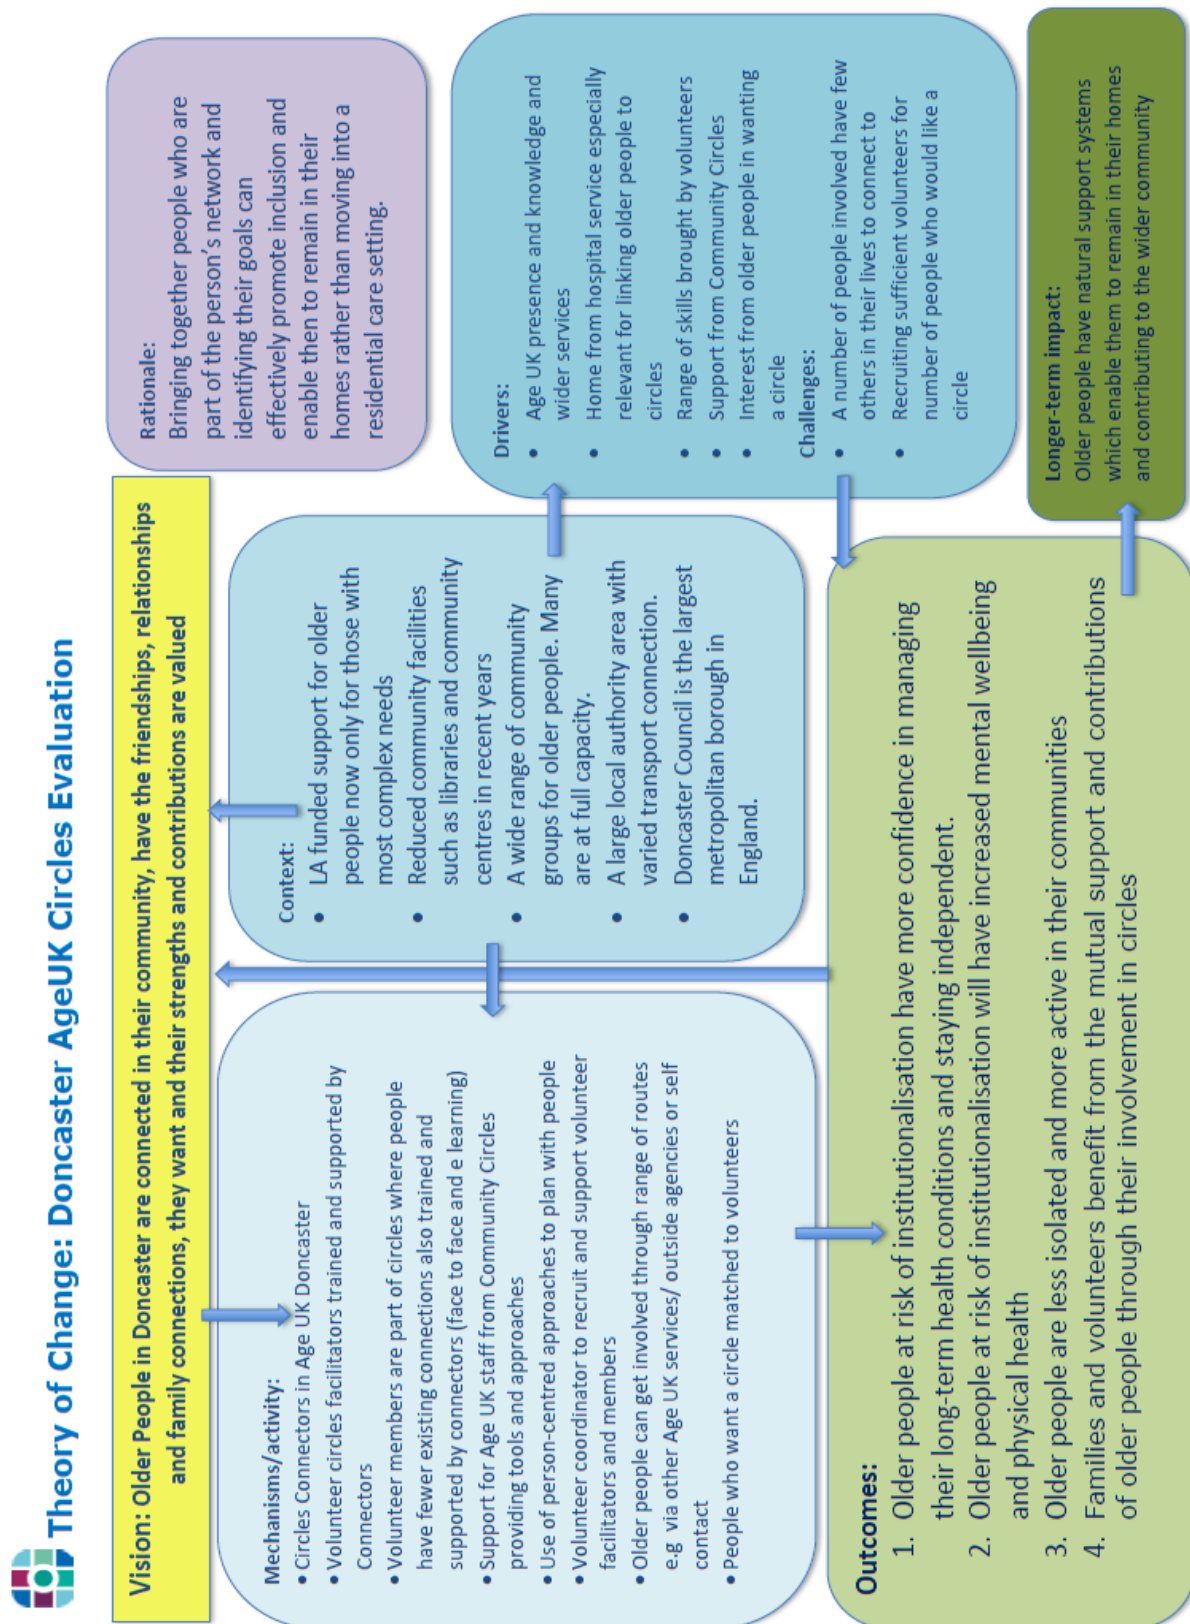 Theory of Change: Doncaster AgeUK Circles Evaluation
Vision: Older People in Doncaster are connected in their community, have the friendships, relationships
and family connections, they want and their strengths and contributions are valued
Rationale:
Bringing together people who are
part of the person's network and
identifying their goals can
effectively promote inclusion and
enable then to remain in their
homes rather than moving into a
residential care setting.
Mechanisms/activity:
• Circles Connectors in Age UK Doncaster
• Volunteer circles facilitators trained and supported by
Connectors
• Volunteer members are part of circles where people
have fewer existing connections also trained and
supported by connectors (face to face and e learning)
• Support for Age UK staff from Community Circles
providing tools and approaches
• Use of person-centred approaches to plan with people
• Volunteer coordinator to recruit and support volunteer
facilitators and members
• Older people can get involved through range of routes
e.g via other Age UK services/ outside agencies or self
contact
• People who want a circle matched to volunteers
Context:
• LA funded support for older
people now only for those with
most complex needs
• Reduced community facilities
such as libraries and community
centres in recent years
• A wide range of community
groups for older people. Many
are at full capacity.
• A large local authority area with
varied transport connection.
• Doncaster Council is the largest
metropolitan borough in
England.
Drivers:
• Age UK presence and knowledge and
wider services
• Home from hospital service especially
relevant for linking older people to
circles
• Range of skills brought by volunteers
• Support from Community Circles
• Interest from older people in wanting
a circle
Challenges:
• A number of people involved have few
others in their lives to connect to
• Recruiting sufficient volunteers for
number of people who would like a
circle
Outcomes:
1. Older people at risk of institutionalisation have more confidence in managing
their long-term health conditions and staying independent.
2. Older people at risk of institutionalisation will have increased mental wellbeing
and physical health
3. Older people are less isolated and more active in their communities
4. Families and volunteers benefit from the mutual support and contributions
of older people through their involvement in circles
Longer-term impact:
Older people have natural support systems
which enable them to remain in their homes
and contributing to the wider community